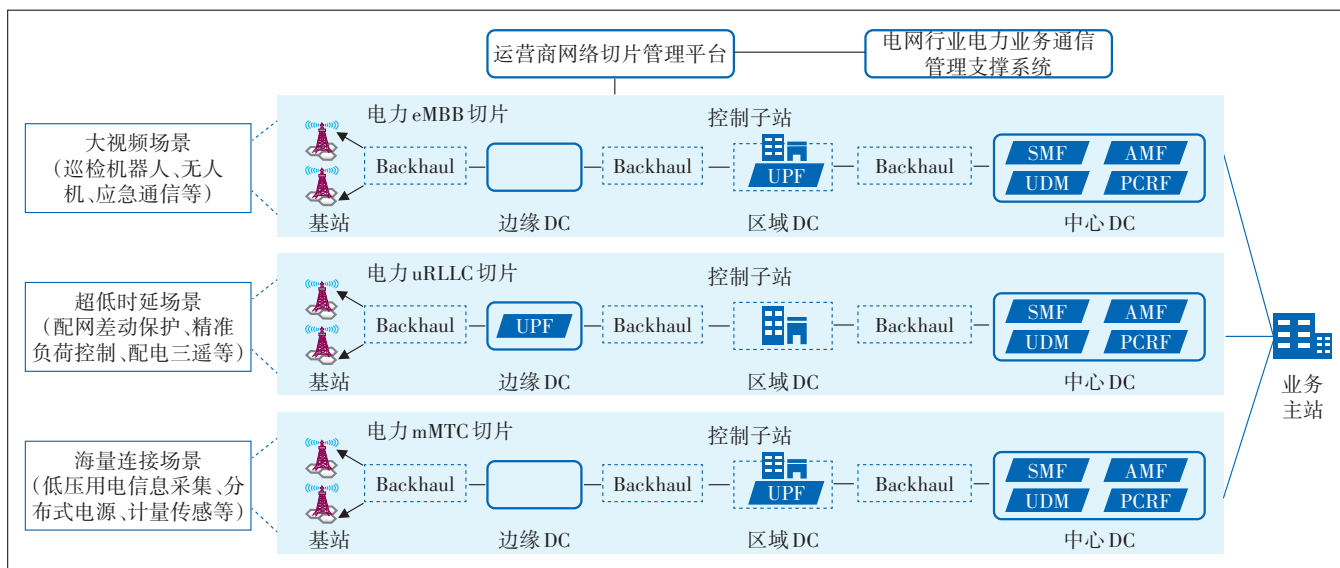 运营商网络切片管理平台
电网行业电力业务通信
管理支撑系统
大视频场景
（巡检机器人、无人
机、应急通信等）
电力eMBB切片
控制子站
Backhaul
Backhaul
UPF
Backhaul
SMF
AMF
UDM
PCRF
基站
边缘DC
区域DC
中心DC
超低时延场景
（配网差动保护、精准
负荷控制、配电三遥等）
电力uRLLC切片
控制子站
Backhaul
UPF
Backhaul
Backhaul
SMF
AMF
UDM
PCRF
基站
边缘DC
区域DC
中心DC
业务
主站
海量连接场景
（低压用电信息采集、分
布式电源、计量传感等）
电力mMTC切片
控制子站
Backhaul
Backhaul
UPF
Backhaul
SMF
AMF
UDM
PCRF
基站
边缘DC
区域DC
中心DC